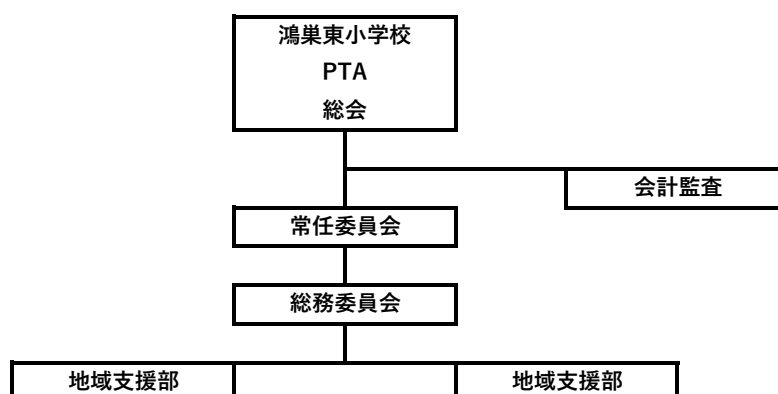 鴻巣東小学校
PTA
総会
会計監査
常任委員会
総務委員会
地域支援部
地域支援部